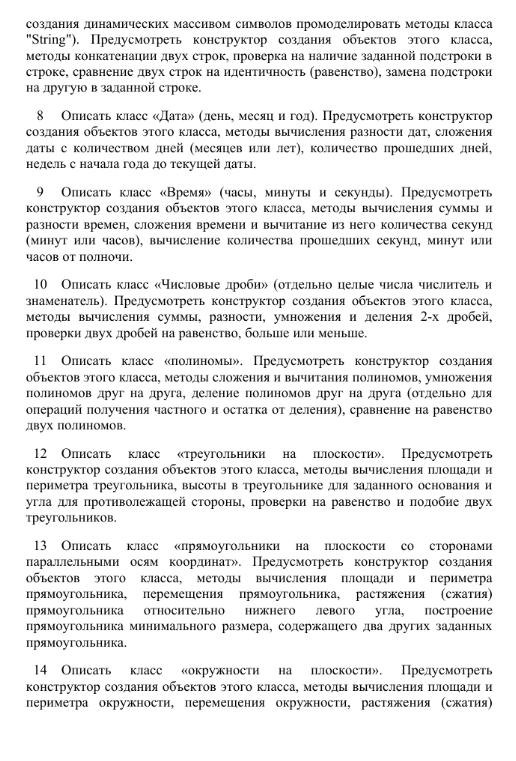 создания динамических массивом символов промоделировать методы класса
"String"). Предусмотреть конструктор создания объектов этого класса,
методы конкатенации двух строк, проверка на наличие заданной подстроки в
строке, сравнение двух строк на идентичность (равенство), замена подстроки
на другую в заданной строке.
8 Описать класс «Дата» (день, месяц и год). Предусмотреть конструктор
создания объектов этого класса, методы вычисления разности дат, сложения
даты с количеством дней (месяцев или лет), количество прошедших дней,
недель с начала года до текущей даты.
9 Описать класс «Время» (часы, минуты и секунды). Предусмотреть
конструктор создания объектов этого класса, методы вычисления суммы и
разности времен, сложения времени и вычитание из него количества секунд
(минут или часов), вычисление количества прошедших секунд, минут или
часов от полночи.
10 Описать класс «Числовые дроби» (отдельно целые числа числитель и
знаменатель). Предусмотреть конструктор создания объектов этого класса,
методы вычисления суммы, разности, умножения и деления 2-х дробей,
проверки двух дробей на равенство, больше или меньше.
11 Описать класс «полиномы». Предусмотреть конструктор создания
объектов этого класса, методы сложения и вычитания полиномов, умножения
полиномов друг на друга, деление полиномов друг на друга (отдельно для
операций получения частного и остатка от деления), сравнение на равенство
двух полиномов.
12 Описать класс «треугольники на плоскости». Предусмотреть
конструктор создания объектов этого класса, методы вычисления площади и
периметра треугольника, высоты в треугольнике для заданного основания и
угла для противолежащей стороны, проверки на равенство и подобие двух
треугольников.
13 Описать класс «прямоугольники на плоскости со сторонами
параллельными осям координат». Предусмотреть конструктор создания
объектов этого класса, методы вычисления площади и периметра
прямоугольника, перемещения прямоугольника, растяжения (сжатия)
прямоугольника относительно нижнего левого угла, построение
прямоугольника минимального размера, содержащего два других заданных
прямоугольника.
14 Описать класс «окружности на плоскости». Предусмотреть
конструктор создания объектов этого класса, методы вычисления площади и
периметра окружности, перемещения окружности, растяжения (сжатия)